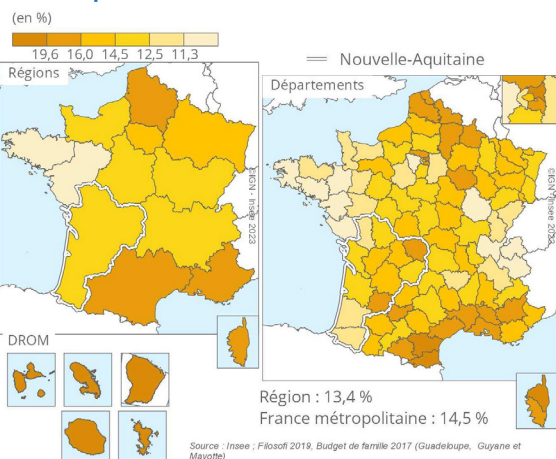 (en %)
19,6 16,0 14,5 12,5 11,3
Nouvelle-Aquitaine
Régions
Départements
©IGN - Insee 2023
©IGN - Insee 2023
DROM
Région : 13,4 %
France métropolitaine : 14,5 %
Source : Insee ; Filosofi 2019, Budget de famille 2017 (Guadeloupe, Guyane et
Mayotte)